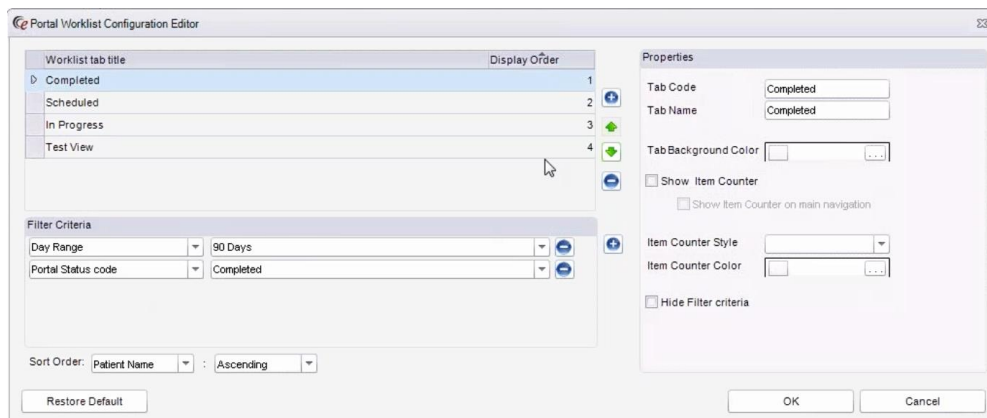 Portal Worklist Configuration Editor
Worklist tab title Display Order
Completed 1
Scheduled 2
In Progress 3
Test View 4
Filter Criteria
Day Range 90 Days
Portal Status code Completed
Sort Order: Patient Name : Ascending
Restore Default
Properties
Tab Code Completed
Tab Name Completed
Tab Background Color ...
Show Item Counter
Show Item Counter on main navigation
Item Counter Style
Item Counter Color ...
Hide Filter criteria
OK Cancel